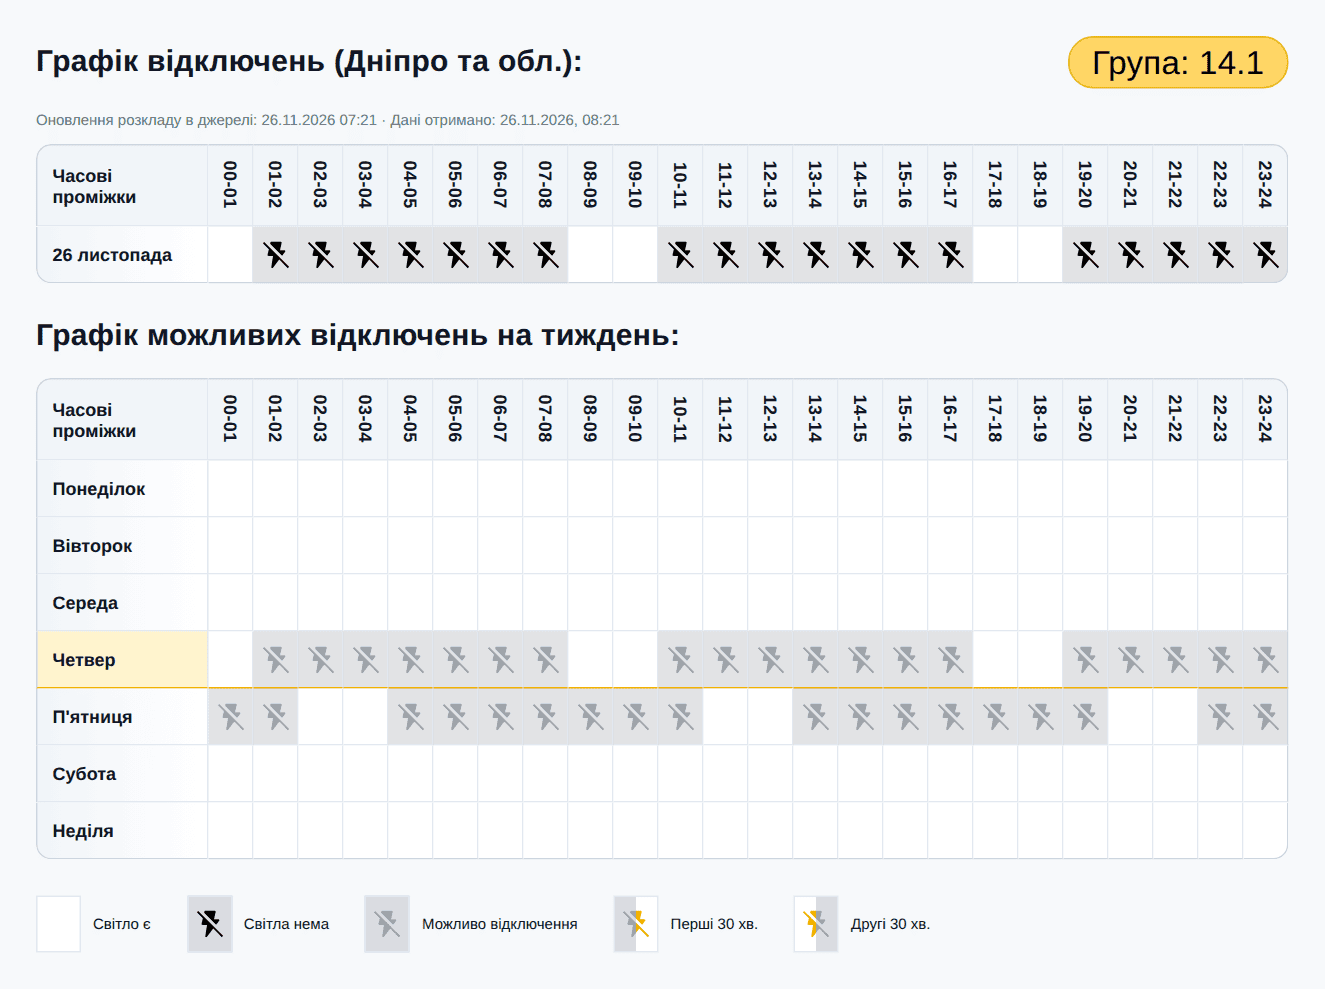 Графік відключень (Дніпро та обл.):
Група: 14.1
Оновлення розкладу в джерелі: 26.11.2026 07:21 · Дані отримано: 26.11.2026, 08:21
Часові проміжки 00-01 01-02 02-03 03-04 04-05 05-06 06-07 07-08 08-09 09-10 10-11 11-12 12-13 13-14 14-15 15-16 16-17 17-18 18-19 19-20 20-21 21-22 22-23 23-24
26 листопада
Графік можливих відключень на тиждень:
Часові проміжки 00-01 01-02 02-03 03-04 04-05 05-06 06-07 07-08 08-09 09-10 10-11 11-12 12-13 13-14 14-15 15-16 16-17 17-18 18-19 19-20 20-21 21-22 22-23 23-24
Понеділок
Вівторок
Середа
Четвер
П'ятниця
Субота
Неділя
Світло є Світла нема Можливо відключення Перші 30 хв. Другі 30 хв.